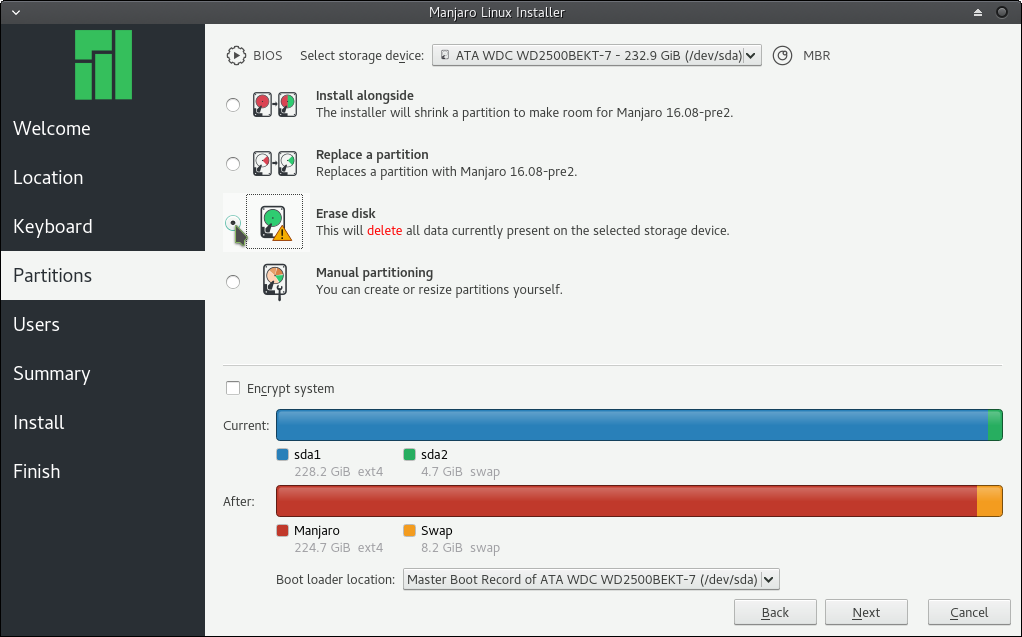 Manjaro Linux Installer
Welcome
Location
Keyboard
Partitions
Users
Summary
Install
Finish
BIOS Select storage device: ATA WDC WD2500BEKT-7 - 232.9 GiB (/dev/sda) MBR
Install alongside
The installer will shrink a partition to make room for Manjaro 16.08-pre2.
Replace a partition
Replaces a partition with Manjaro 16.08-pre2.
Erase disk
This will delete all data currently present on the selected storage device.
Manual partitioning
You can create or resize partitions yourself.
Encrypt system
Current:
sda1 sda2
228.2 GiB ext4 4.7 GiB swap
After:
Manjaro Swap
224.7 GiB ext4 8.2 GiB swap
Boot loader location: Master Boot Record of ATA WDC WD2500BEKT-7 (/dev/sda)
Back Next Cancel